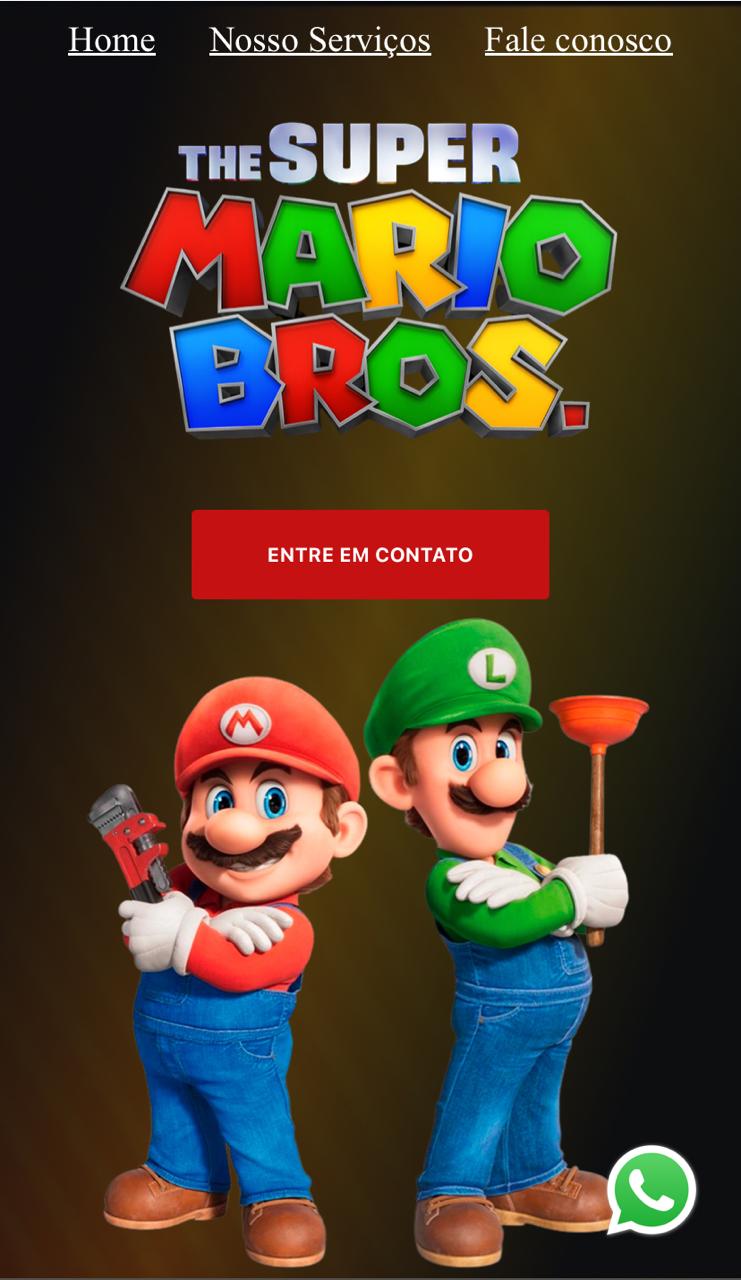 Home Nosso Serviços Fale conosco
THE SUPER
MARIO
BROS.
ENTRE EM CONTATO
L
M